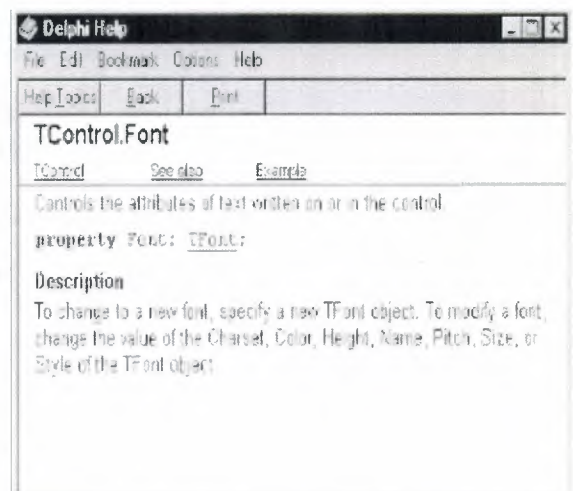 Delphi Help
File Edit Bookmark Options Help
Help Topics Back Print
TControl.Font
TControl See also Example
Controls the attributes of text written on or in the control.
property Font: TFont;
Description
To change to a new font, specify a new TFont object. To modify a font,
change the value of the Charset, Color, Height, Name, Pitch, Size, or
Style of the TFont object.